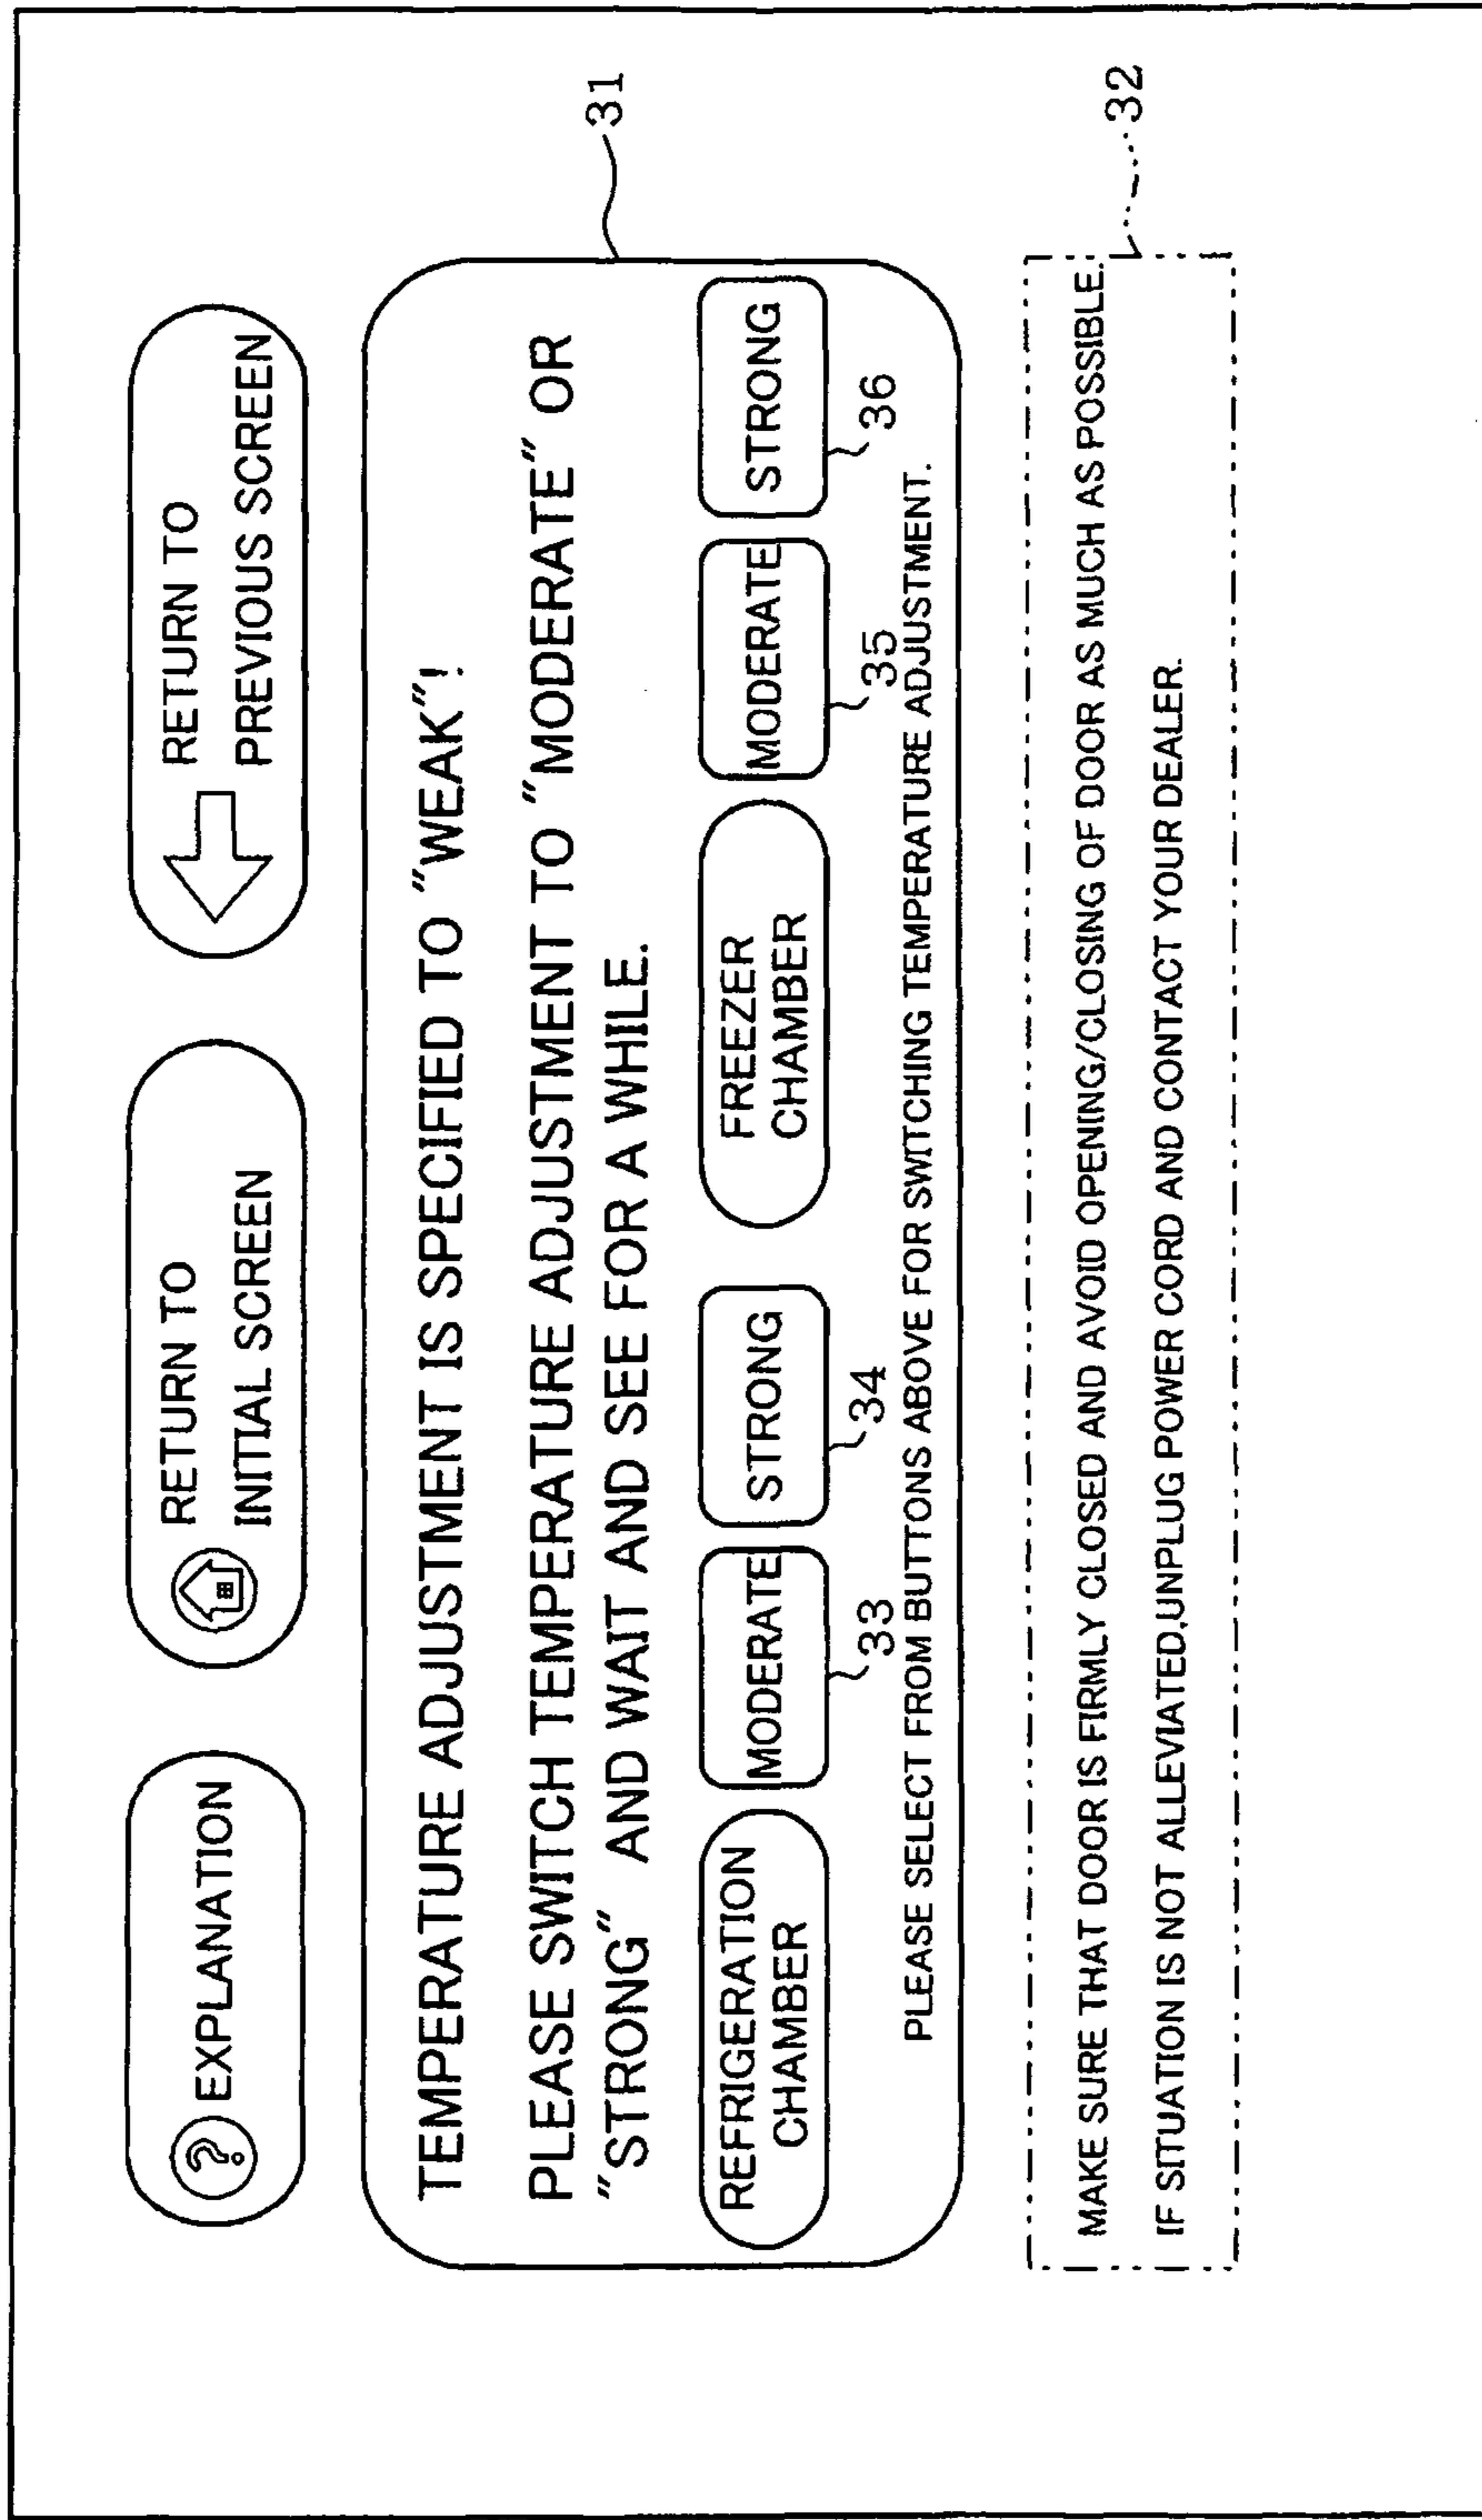 ? EXPLANATION
RETURN TO
INITIAL SCREEN
RETURN TO
PREVIOUS SCREEN
31
TEMPERATURE ADJUSTMENT IS SPECIFIED TO "WEAK"!
PLEASE SWITCH TEMPERATURE ADJUSTMENT TO "MODERATE" OR
"STRONG" AND WAIT AND SEE FOR A WHILE.
REFRIGERATION
CHAMBER
MODERATE
STRONG
FREEZER
CHAMBER
MODERATE
STRONG
33
34
35
36
PLEASE SELECT FROM BUTTONS ABOVE FOR SWITCHING TEMPERATURE ADJUSTMENT.
32
MAKE SURE THAT DOOR IS FIRMLY CLOSED AND AVOID OPENING/CLOSING OF DOOR AS MUCH AS POSSIBLE.
IF SITUATION IS NOT ALLEVIATED,UNPLUG POWER CORD AND CONTACT YOUR DEALER.